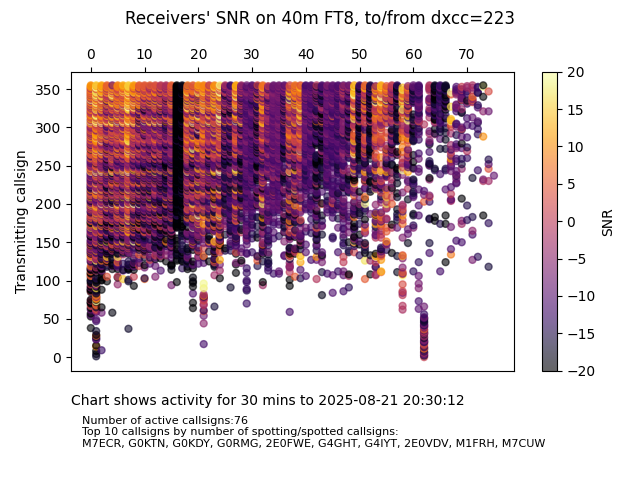 Receivers' SNR on 40m FT8, to/from dxcc=223
0 10 20 30 40 50 60 70
350
300
250
200
150
100
50
0
Transmitting callsign
20
15
10
5
0
−5
−10
−15
−20
SNR
Chart shows activity for 30 mins to 2025-08-21 20:30:12
Number of active callsigns:76
Top 10 callsigns by number of spotting/spotted callsigns:
M7ECR, G0KTN, G0KDY, G0RMG, 2E0FWE, G4GHT, G4IYT, 2E0VDV, M1FRH, M7CUW